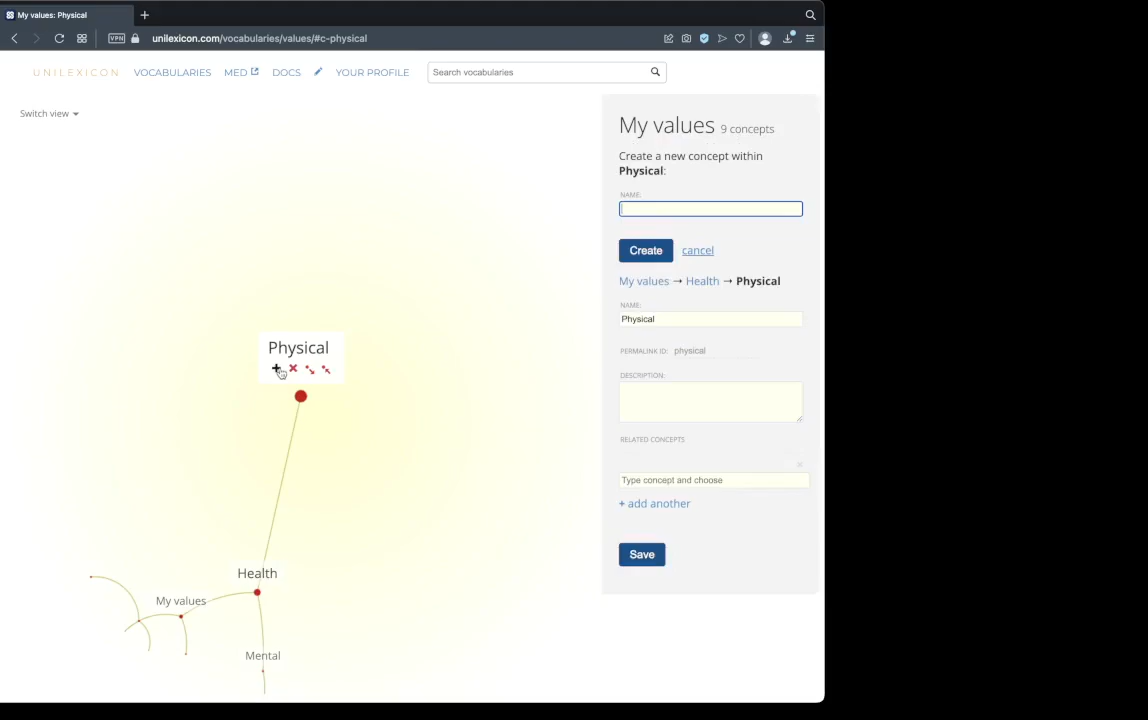 My values: Physical
VPN unilexicon.com/vocabularies/values/#c-physical
UNILEXICON VOCABULARIES MED DOCS YOUR PROFILE Search vocabularies
Switch view
My values 9 concepts
Create a new concept within
Physical:
NAME:
Create cancel
My values → Health → Physical
NAME:
Physical
PERMALINK ID: physical
DESCRIPTION:
RELATED CONCEPTS
Type concept and choose
+ add another
Save
Physical
Health
My values
Mental